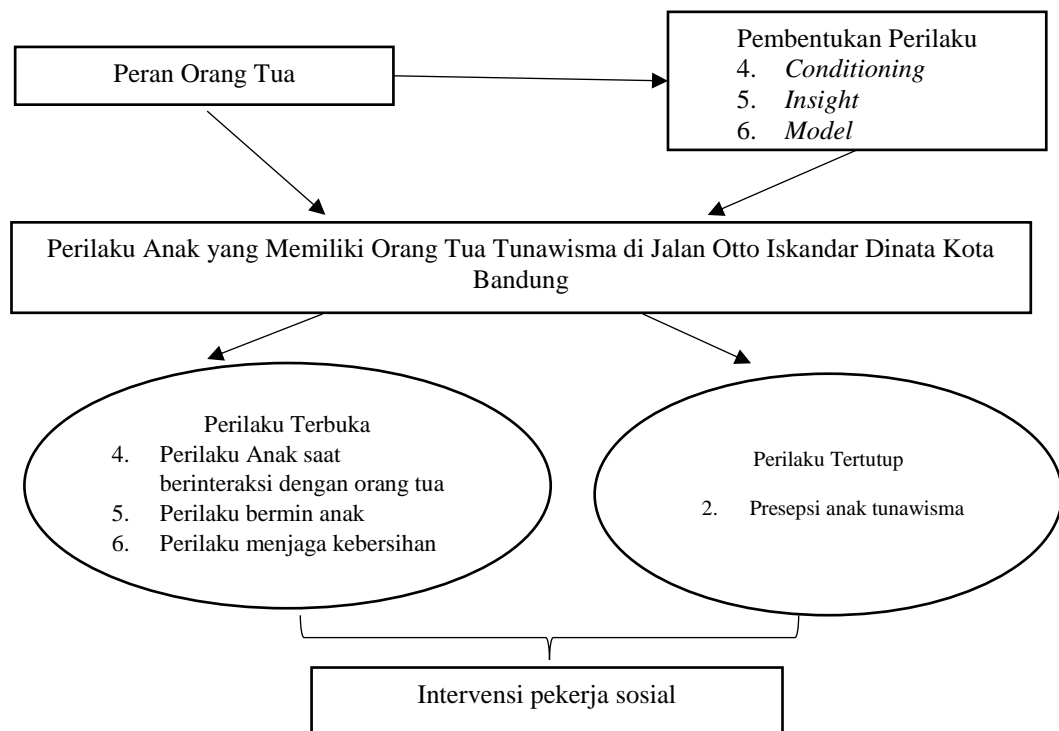 Peran Orang Tua
Pembentukan Perilaku
4. Conditioning
5. Insight
6. Model
Perilaku Anak yang Memiliki Orang Tua Tunawisma di Jalan Otto Iskandar Dinata Kota
Bandung
Perilaku Terbuka
4. Perilaku Anak saat
berinteraksi dengan orang tua
5. Perilaku bermin anak
6. Perilaku menjaga kebersihan
Perilaku Tertutup
2. Presepsi anak tunawisma
Intervensi pekerja sosial